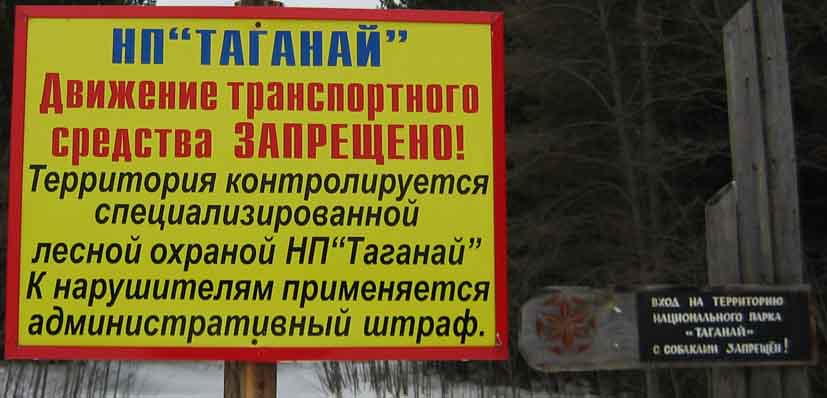 НП“ТАГАНАЙ”
Движение транспортного
средства ЗАПРЕЩЕНО!
Территория контролируется
специализированной
лесной охраной НП“Таганай”
К нарушителям применяется
административный штраф.
ВХОД НА ТЕРРИТОРИЮ
НАЦИОНАЛЬНОГО ПАРКА
«ТАГАНАЙ»
С СОБАКАМИ ЗАПРЕЩЁН!